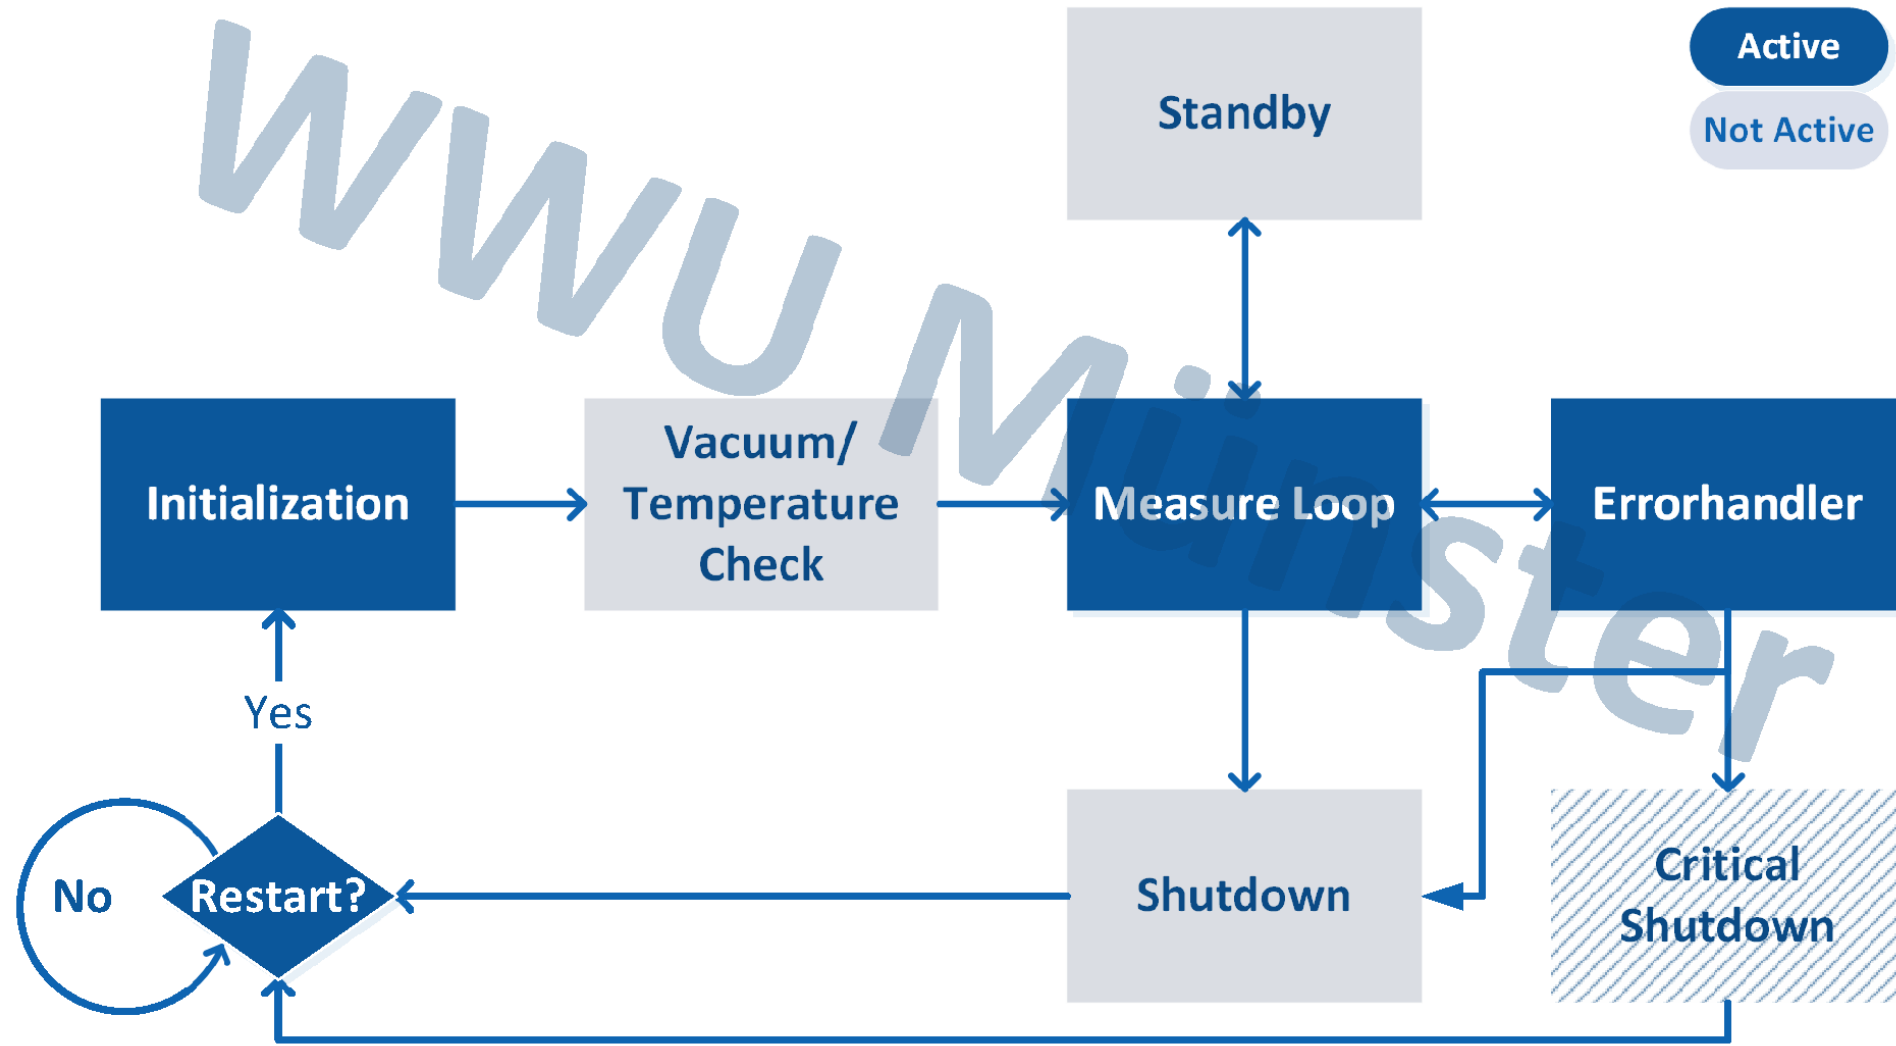 Active
Not Active
Standby
WWU Münster
Initialization
Vacuum/
Temperature
Check
Measure Loop
Errorhandler
Yes
No
Restart?
Shutdown
Critical
Shutdown